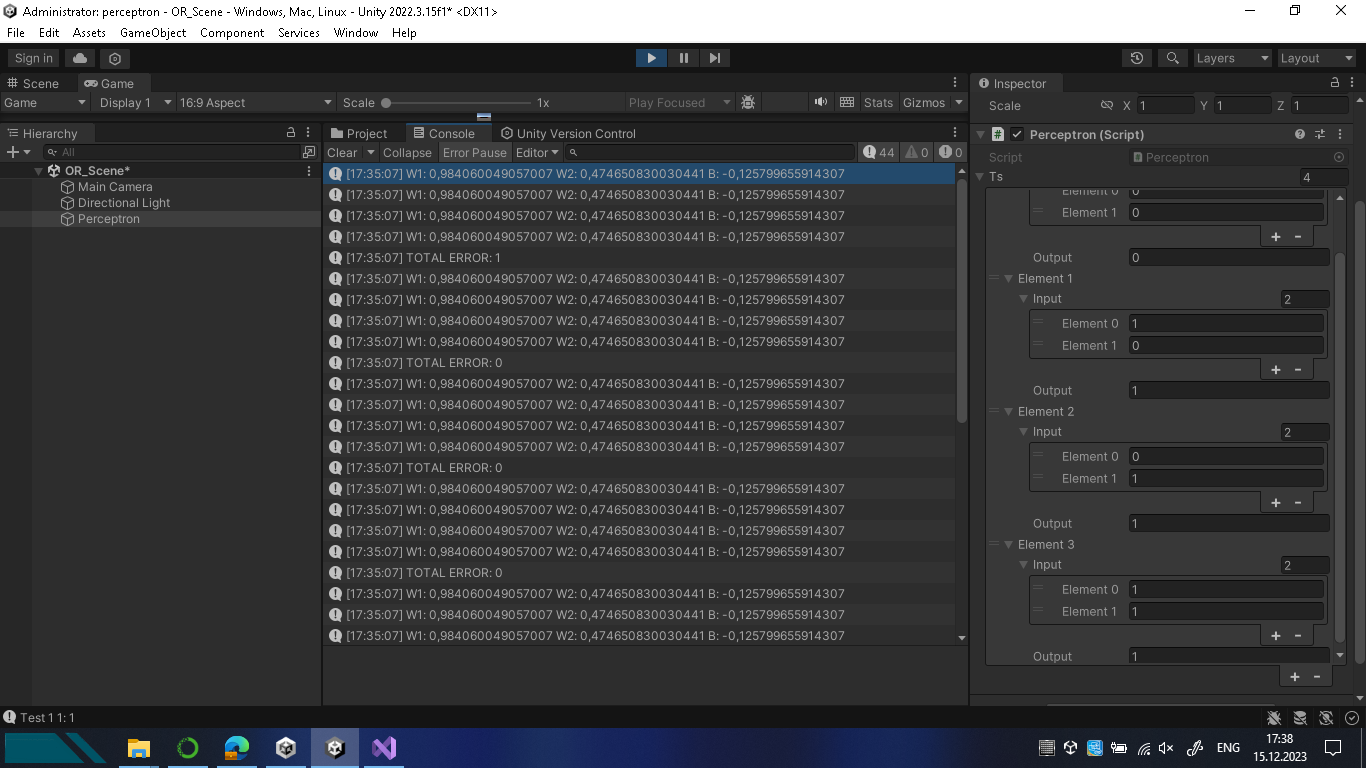 Administrator: perceptron - OR_Scene - Windows, Mac, Linux - Unity 2022.3.15f1* <DX11>
File Edit Assets GameObject Component Services Window Help
Sign in Layers Layout
Scene Game
Game Display 1 16:9 Aspect Scale 1x Play Focused Stats Gizmos
Hierarchy
All
OR_Scene*
Main Camera
Directional Light
Perceptron
Project Console Unity Version Control
Clear Collapse Error Pause Editor 44 0 0
[17:35:07] W1: 0,984060049057007 W2: 0,474650830030441 B: -0,125799655914307
[17:35:07] W1: 0,984060049057007 W2: 0,474650830030441 B: -0,125799655914307
[17:35:07] W1: 0,984060049057007 W2: 0,474650830030441 B: -0,125799655914307
[17:35:07] W1: 0,984060049057007 W2: 0,474650830030441 B: -0,125799655914307
[17:35:07] TOTAL ERROR: 1
[17:35:07] W1: 0,984060049057007 W2: 0,474650830030441 B: -0,125799655914307
[17:35:07] W1: 0,984060049057007 W2: 0,474650830030441 B: -0,125799655914307
[17:35:07] W1: 0,984060049057007 W2: 0,474650830030441 B: -0,125799655914307
[17:35:07] W1: 0,984060049057007 W2: 0,474650830030441 B: -0,125799655914307
[17:35:07] TOTAL ERROR: 0
[17:35:07] W1: 0,984060049057007 W2: 0,474650830030441 B: -0,125799655914307
[17:35:07] W1: 0,984060049057007 W2: 0,474650830030441 B: -0,125799655914307
[17:35:07] W1: 0,984060049057007 W2: 0,474650830030441 B: -0,125799655914307
[17:35:07] W1: 0,984060049057007 W2: 0,474650830030441 B: -0,125799655914307
[17:35:07] TOTAL ERROR: 0
[17:35:07] W1: 0,984060049057007 W2: 0,474650830030441 B: -0,125799655914307
[17:35:07] W1: 0,984060049057007 W2: 0,474650830030441 B: -0,125799655914307
[17:35:07] W1: 0,984060049057007 W2: 0,474650830030441 B: -0,125799655914307
[17:35:07] W1: 0,984060049057007 W2: 0,474650830030441 B: -0,125799655914307
[17:35:07] TOTAL ERROR: 0
[17:35:07] W1: 0,984060049057007 W2: 0,474650830030441 B: -0,125799655914307
[17:35:07] W1: 0,984060049057007 W2: 0,474650830030441 B: -0,125799655914307
[17:35:07] W1: 0,984060049057007 W2: 0,474650830030441 B: -0,125799655914307
Inspector
Scale X 1 Y 1 Z 1
Perceptron (Script)
Script Perceptron
Ts 4
Element 0 0
Element 1 0
Output 0
Element 1
Input 2
Element 0 1
Element 1 0
Output 1
Element 2
Input 2
Element 0 0
Element 1 1
Output 1
Element 3
Input 2
Element 0 1
Element 1 1
Output 1
Test 1 1: 1
ENG
17:38
15.12.2023